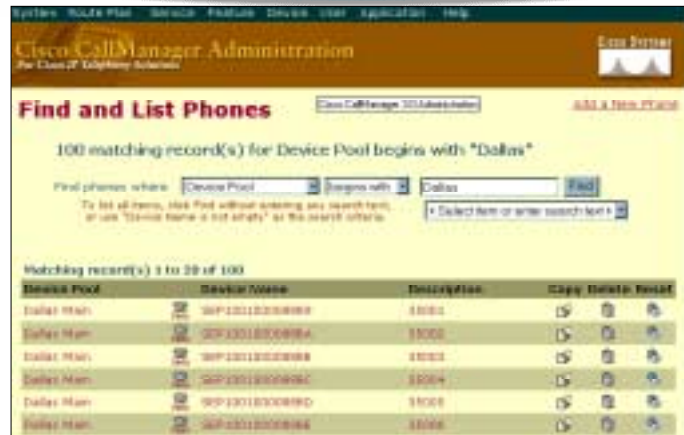 System Route Plan Service Feature Device User Application Help
Cisco CallManager Administration
For Cisco IP Telephony Solutions
Cisco Systems
Find and List Phones
Add a New Phone
100 matching record(s) for Device Pool begins with "Dallas"
Find phones where Device Pool begins with Dallas Find
To list all items, click Find without entering any search text,
or use "Device Name is not empty" as the search criteria.
Select item or enter search text
Matching record(s) 1 to 20 of 100
Device Pool Device Name Description Copy Delete Reset
Dallas Main
Dallas Main
Dallas Main
Dallas Main
Dallas Main
Dallas Main